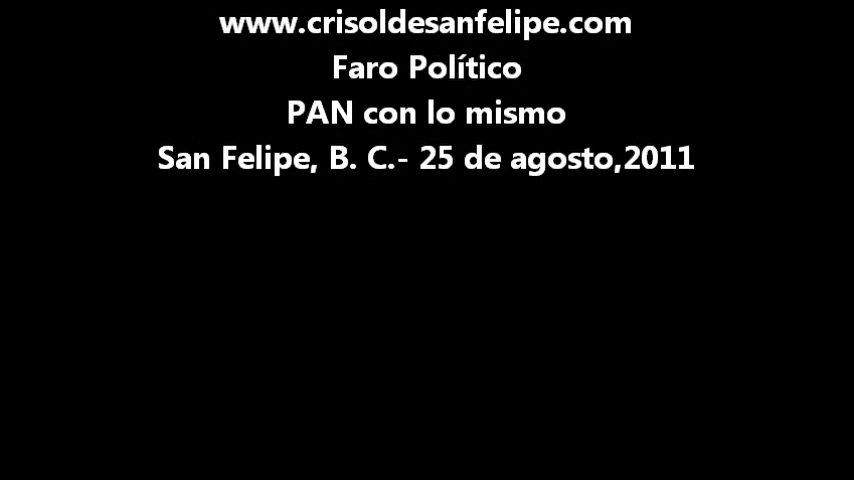 www.crisoldesanfelipe.com
Faro Político
PAN con lo mismo
San Felipe, B. C.- 25 de agosto,2011